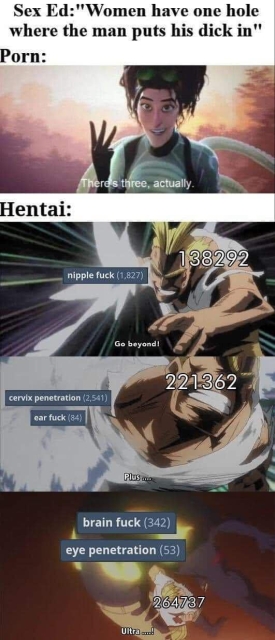 Sex Ed:"Women have one hole
where the man puts his dick in"
Porn:
There's three, actually.
Hentai:
138292
nipple fuck (1,827)
Go beyond!
221362
cervix penetration (2,541)
ear fuck (84)
Plus ....
brain fuck (342)
eye penetration (53)
264737
Ultra ....!